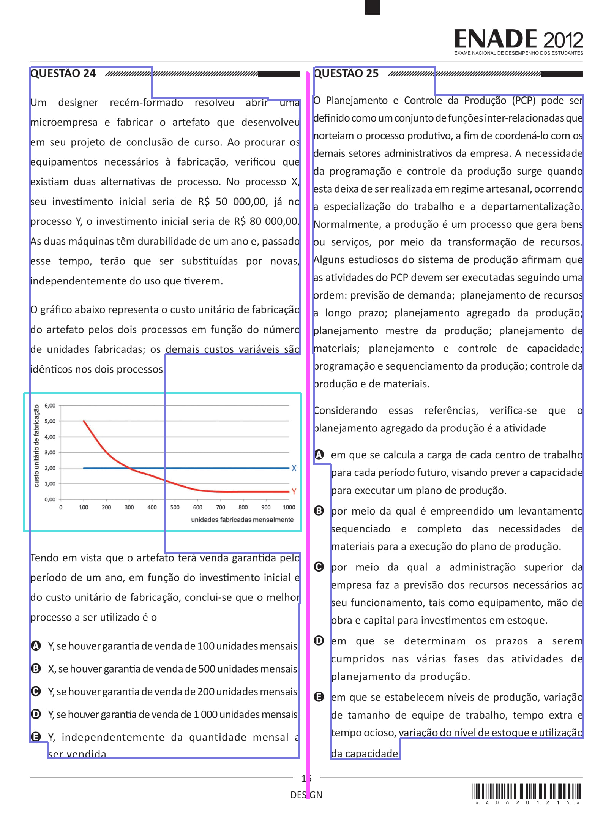 ENADE 2012
EXAME NACIONAL DE DESEMPENHO DOS ESTUDANTES
QUESTÃO 24
Um designer recém-formado resolveu abrir uma
microempresa e fabricar o artefato que desenvolveu
em seu projeto de conclusão de curso. Ao procurar os
equipamentos necessários à fabricação, verificou que
existiam duas alternativas de processo. No processo X,
seu investimento inicial seria de R$ 50 000,00, já no
processo Y, o investimento inicial seria de R$ 80 000,00.
As duas máquinas têm durabilidade de um ano e, passado
esse tempo, terão que ser substituídas por novas,
independentemente do uso que tiverem.
O gráfico abaixo representa o custo unitário de fabricação
do artefato pelos dois processos em função do número
de unidades fabricadas; os demais custos variáveis são
idênticos nos dois processos
custo unitário de fabricação
6,00
5,00
4,00
3,00
2,00
1,00
0,00
X
Y
0 100 200 300 400 500 600 700 800 900 1000
unidades fabricadas mensalmente
Tendo em vista que o artefato terá venda garantida pelo
período de um ano, em função do investimento inicial e
do custo unitário de fabricação, conclui-se que o melhor
processo a ser utilizado é o
A Y, se houver garantia de venda de 100 unidades mensais
B X, se houver garantia de venda de 500 unidades mensais
C Y, se houver garantia de venda de 200 unidades mensais
D Y, se houver garantia de venda de 1 000 unidades mensais
E Y, independentemente da quantidade mensal a
ser vendida
QUESTÃO 25
O Planejamento e Controle da Produção (PCP) pode ser
definido como um conjunto de funções inter-relacionadas que
norteiam o processo produtivo, a fim de coordená-lo com os
demais setores administrativos da empresa. A necessidade
da programação e controle da produção surge quando
esta deixa de ser realizada em regime artesanal, ocorrendo
a especialização do trabalho e a departamentalização.
Normalmente, a produção é um processo que gera bens
ou serviços, por meio da transformação de recursos.
Alguns estudiosos do sistema de produção afirmam que
as atividades do PCP devem ser executadas seguindo uma
ordem: previsão de demanda; planejamento de recursos
a longo prazo; planejamento agregado da produção;
planejamento mestre da produção; planejamento de
materiais; planejamento e controle de capacidade;
programação e sequenciamento da produção; controle da
produção e de materiais.
Considerando essas referências, verifica-se que o
planejamento agregado da produção é a atividade
A em que se calcula a carga de cada centro de trabalho
para cada período futuro, visando prever a capacidade
para executar um plano de produção.
B por meio da qual é empreendido um levantamento
sequenciado e completo das necessidades de
materiais para a execução do plano de produção.
C por meio da qual a administração superior da
empresa faz a previsão dos recursos necessários ao
seu funcionamento, tais como equipamento, mão de
obra e capital para investimentos em estoque.
D em que se determinam os prazos a serem
cumpridos nas várias fases das atividades de
planejamento da produção.
E em que se estabelecem níveis de produção, variação
de tamanho de equipe de trabalho, tempo extra e
tempo ocioso, variação do nível de estoque e utilização
da capacidade
DESIGN